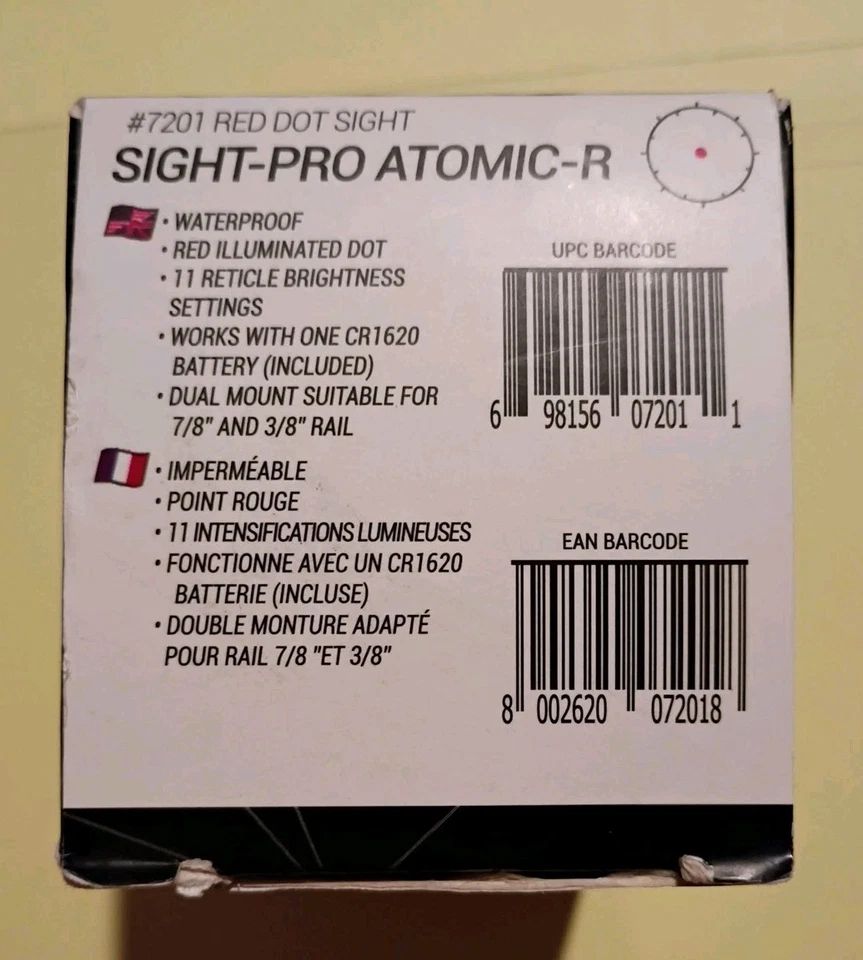 #7201 RED DOT SIGHT
SIGHT-PRO ATOMIC-R
• WATERPROOF
• RED ILLUMINATED DOT
• 11 RETICLE BRIGHTNESS
SETTINGS
• WORKS WITH ONE CR1620
BATTERY (INCLUDED)
• DUAL MOUNT SUITABLE FOR
7/8" AND 3/8" RAIL
• IMPERMÉABLE
• POINT ROUGE
• 11 INTENSIFICATIONS LUMINEUSES
• FONCTIONNE AVEC UN CR1620
BATTERIE (INCLUSE)
• DOUBLE MONTURE ADAPTÉ
POUR RAIL 7/8 "ET 3/8"
UPC BARCODE
6 98156 07201 1
EAN BARCODE
8 002620 072018